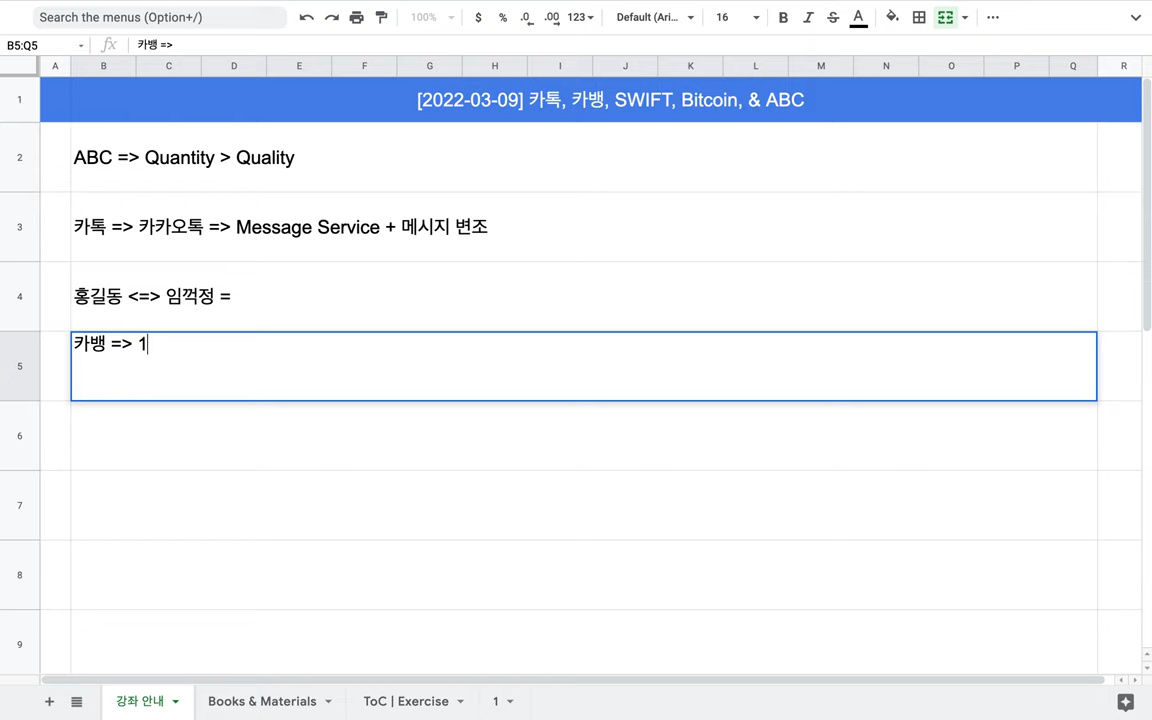 Search the menus (Option+/)
100%
$ % .0 .00 123
Default (Ari...
16
B I S A
B5:Q5
fx 카뱅 =>
A B C D E F G H I J K L M N O P Q R
1 [2022-03-09] 카톡, 카뱅, SWIFT, Bitcoin, & ABC
2 ABC => Quantity > Quality
3 카톡 => 카카오톡 => Message Service + 메시지 변조
4 홍길동 <=> 임꺽정 =
5 카뱅 => 1
6
7
8
9
강좌 안내
Books & Materials
ToC | Exercise
1